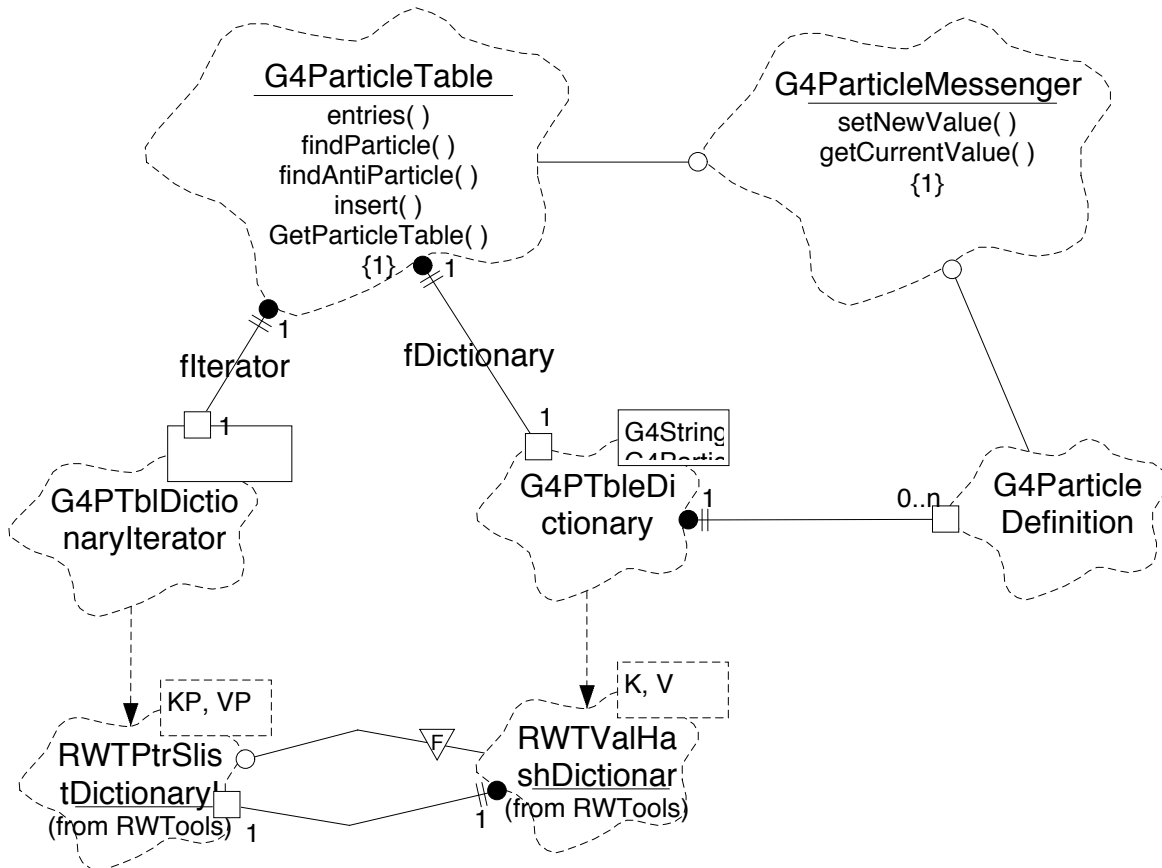 G4ParticleTable
entries( )
findParticle( )
findAntiParticle( )
insert( )
GetParticleTable( )
{1}
G4ParticleMessenger
setNewValue( )
getCurrentValue( )
{1}
1
1
fIterator
fDictionary
1
1
G4String
G4PTblDictio
naryIterator
G4PTbleDi
ctionary
1
0..n
G4Particle
Definition
KP, VP
K, V
RWTPtrSlis
tDictionaryI
(from RWTools)
1
F
RWTValHa
shDictionar
(from RWTools)
1